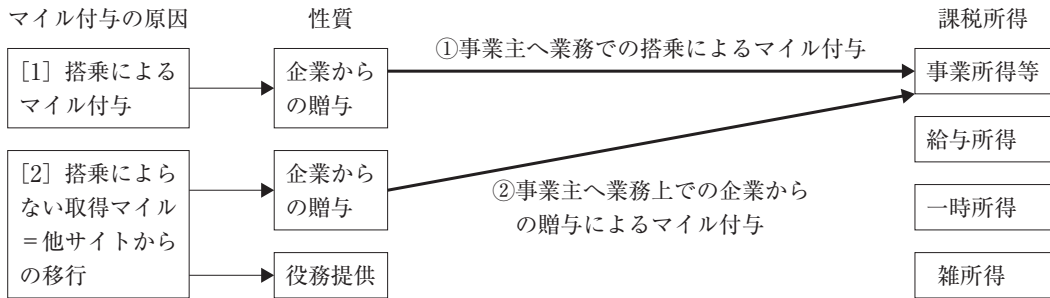 マイル付与の原因
性質
課税所得
[1] 搭乗による
マイル付与
企業から
の贈与
①事業主へ業務での搭乗によるマイル付与
事業所得等
給与所得
[2] 搭乗によら
ない取得マイル
=他サイトから
の移行
企業から
の贈与
②事業主へ業務上での企業から
の贈与によるマイル付与
一時所得
役務提供
雑所得